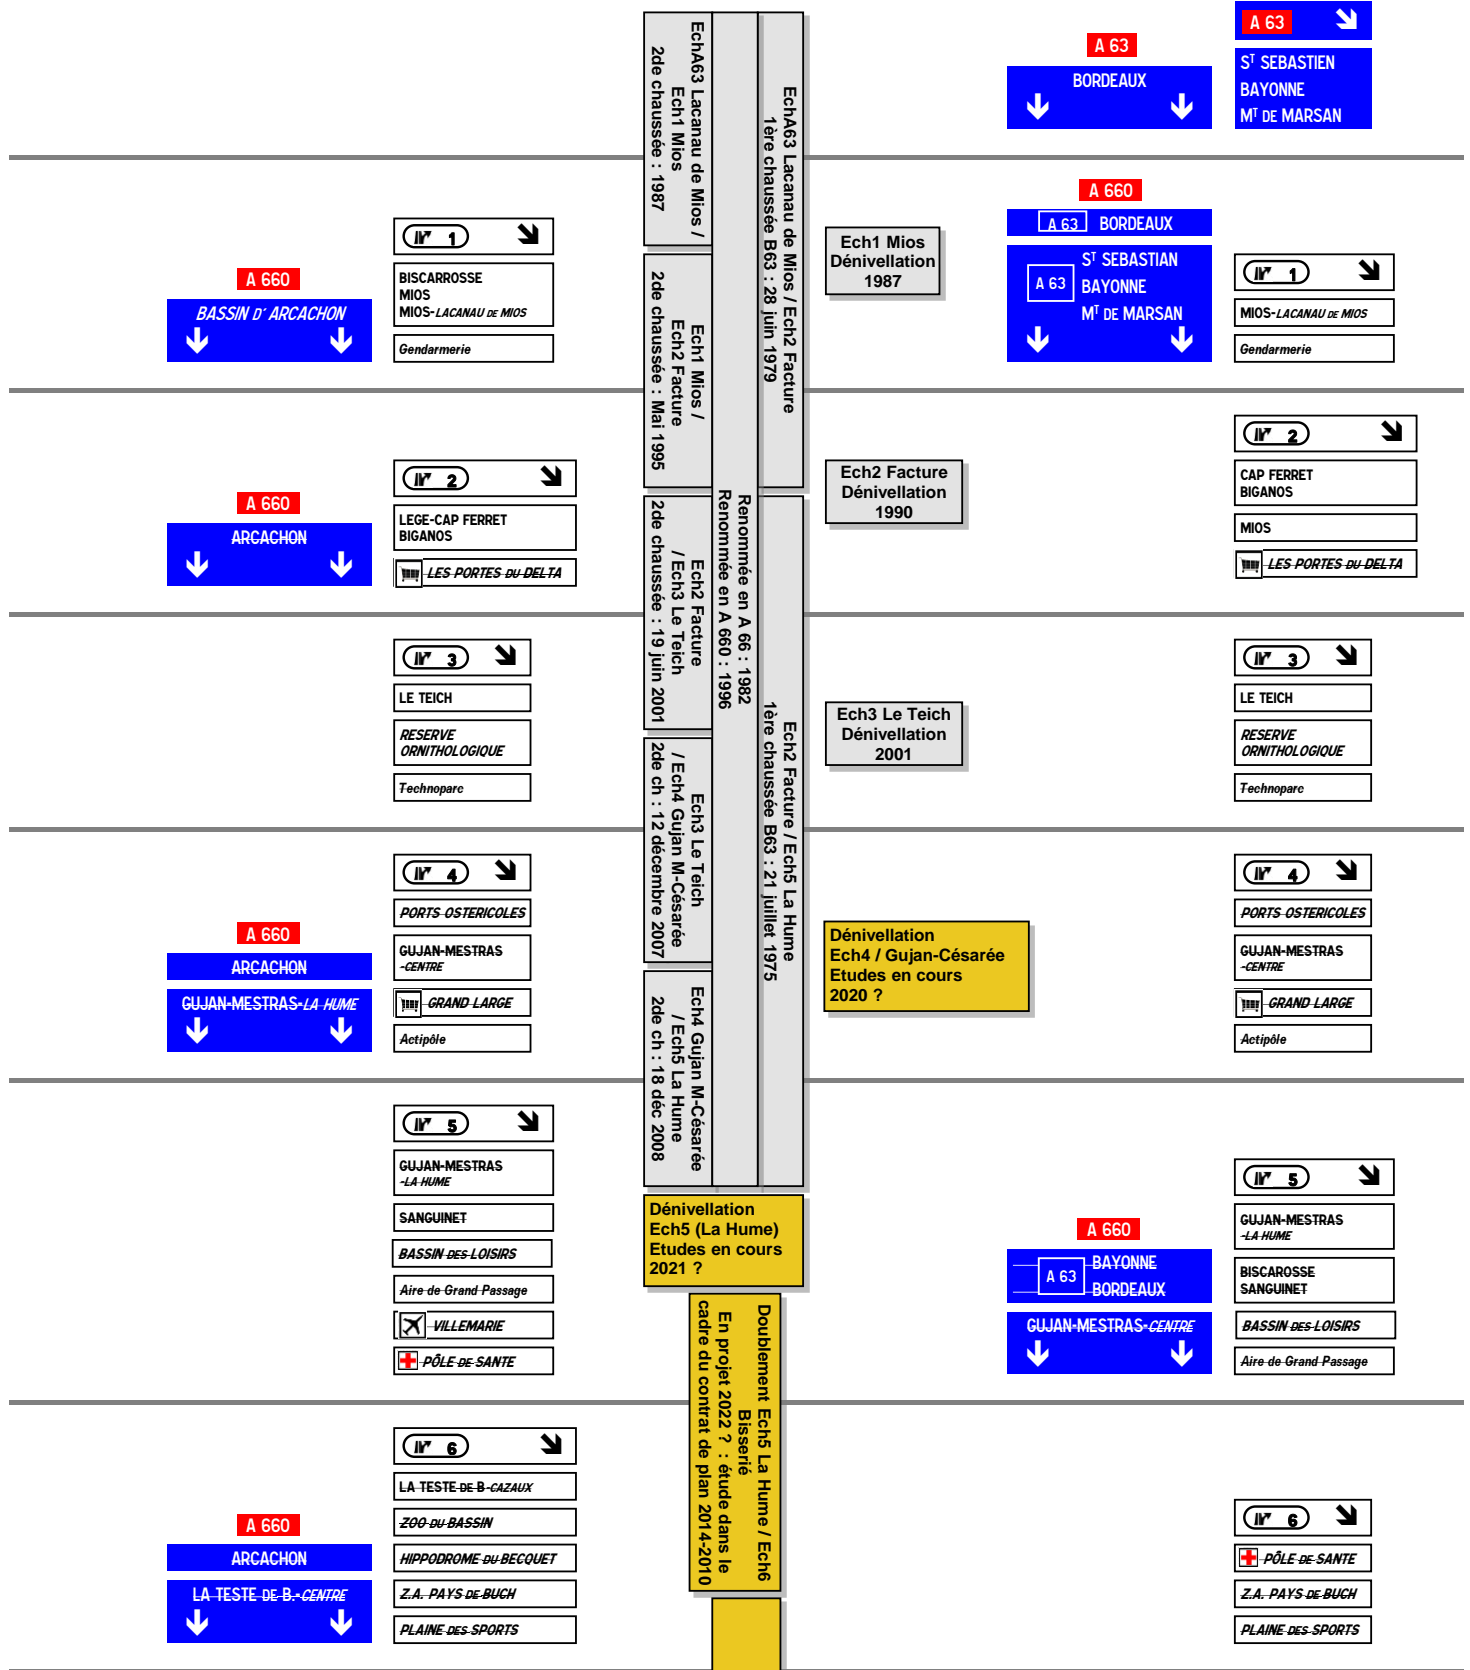 A 63
BORDEAUX
A 63
Sᵀ SEBASTIEN
BAYONNE
Mᵀ DE MARSAN
EchA63 Lacanau de Mios /
Ech1 Mios
2de chaussée : 1987
EchA63 Lacanau de Mios / Ech2 Facture
1ère chaussée B63 : 28 juin 1979
A 660
BASSIN D' ARCACHON
1
BISCARROSSE
MIOS
MIOS-LACANAU DE MIOS
Gendarmerie
Ech1 Mios
Dénivellation
1987
A 660
A 63 BORDEAUX
Sᵀ SEBASTIAN
A 63 BAYONNE
Mᵀ DE MARSAN
1
MIOS-LACANAU DE MIOS
Gendarmerie
Ech1 Mios /
Ech2 Facture
2de chaussée : Mai 1995
Renommée en A 66 : 1982
Renommée en A 660 : 1996
A 660
ARCACHON
2
LEGE-CAP FERRET
BIGANOS
LES PORTES DU DELTA
Ech2 Facture
Dénivellation
1990
2
CAP FERRET
BIGANOS
MIOS
LES PORTES DU DELTA
Ech2 Facture
/ Ech3 Le Teich
2de chaussée : 19 juin 2001
Ech2 Facture / Ech5 La Hume
1ère chaussée B63 : 21 juillet 1975
3
LE TEICH
RESERVE
ORNITHOLOGIQUE
Technoparc
Ech3 Le Teich
Dénivellation
2001
3
LE TEICH
RESERVE
ORNITHOLOGIQUE
Technoparc
Ech3 Le Teich
/ Ech4 Gujan M-Césarée
2de ch : 12 décembre 2007
A 660
ARCACHON
GUJAN-MESTRAS-LA HUME
4
PORTS OSTERICOLES
GUJAN-MESTRAS
-CENTRE
GRAND LARGE
Actipôle
Dénivellation
Ech4 / Gujan-Césarée
Etudes en cours
2020 ?
4
PORTS OSTERICOLES
GUJAN-MESTRAS
-CENTRE
GRAND LARGE
Actipôle
Ech4 Gujan M-Césarée
/ Ech5 La Hume
2de ch : 18 déc 2008
5
GUJAN-MESTRAS
-LA HUME
SANGUINET
BASSIN DES LOISIRS
Aire de Grand Passage
VILLEMARIE
PÔLE DE SANTE
Dénivellation
Ech5 (La Hume)
Etudes en cours
2021 ?
A 660
BAYONNE
A 63
BORDEAUX
GUJAN-MESTRAS-CENTRE
5
GUJAN-MESTRAS
-LA HUME
BISCAROSSE
SANGUINET
BASSIN DES LOISIRS
Aire de Grand Passage
Doublement Ech5 La Hume / Ech6
Bisserié
En projet 2022 ? : étude dans le
cadre du contrat de plan 2014-2010
A 660
ARCACHON
LA TESTE DE B.-CENTRE
6
LA TESTE DE B-CAZAUX
ZOO DU BASSIN
HIPPODROME DU BECQUET
Z.A. PAYS DE BUCH
PLAINE DES SPORTS
6
PÔLE DE SANTE
Z.A. PAYS DE BUCH
PLAINE DES SPORTS